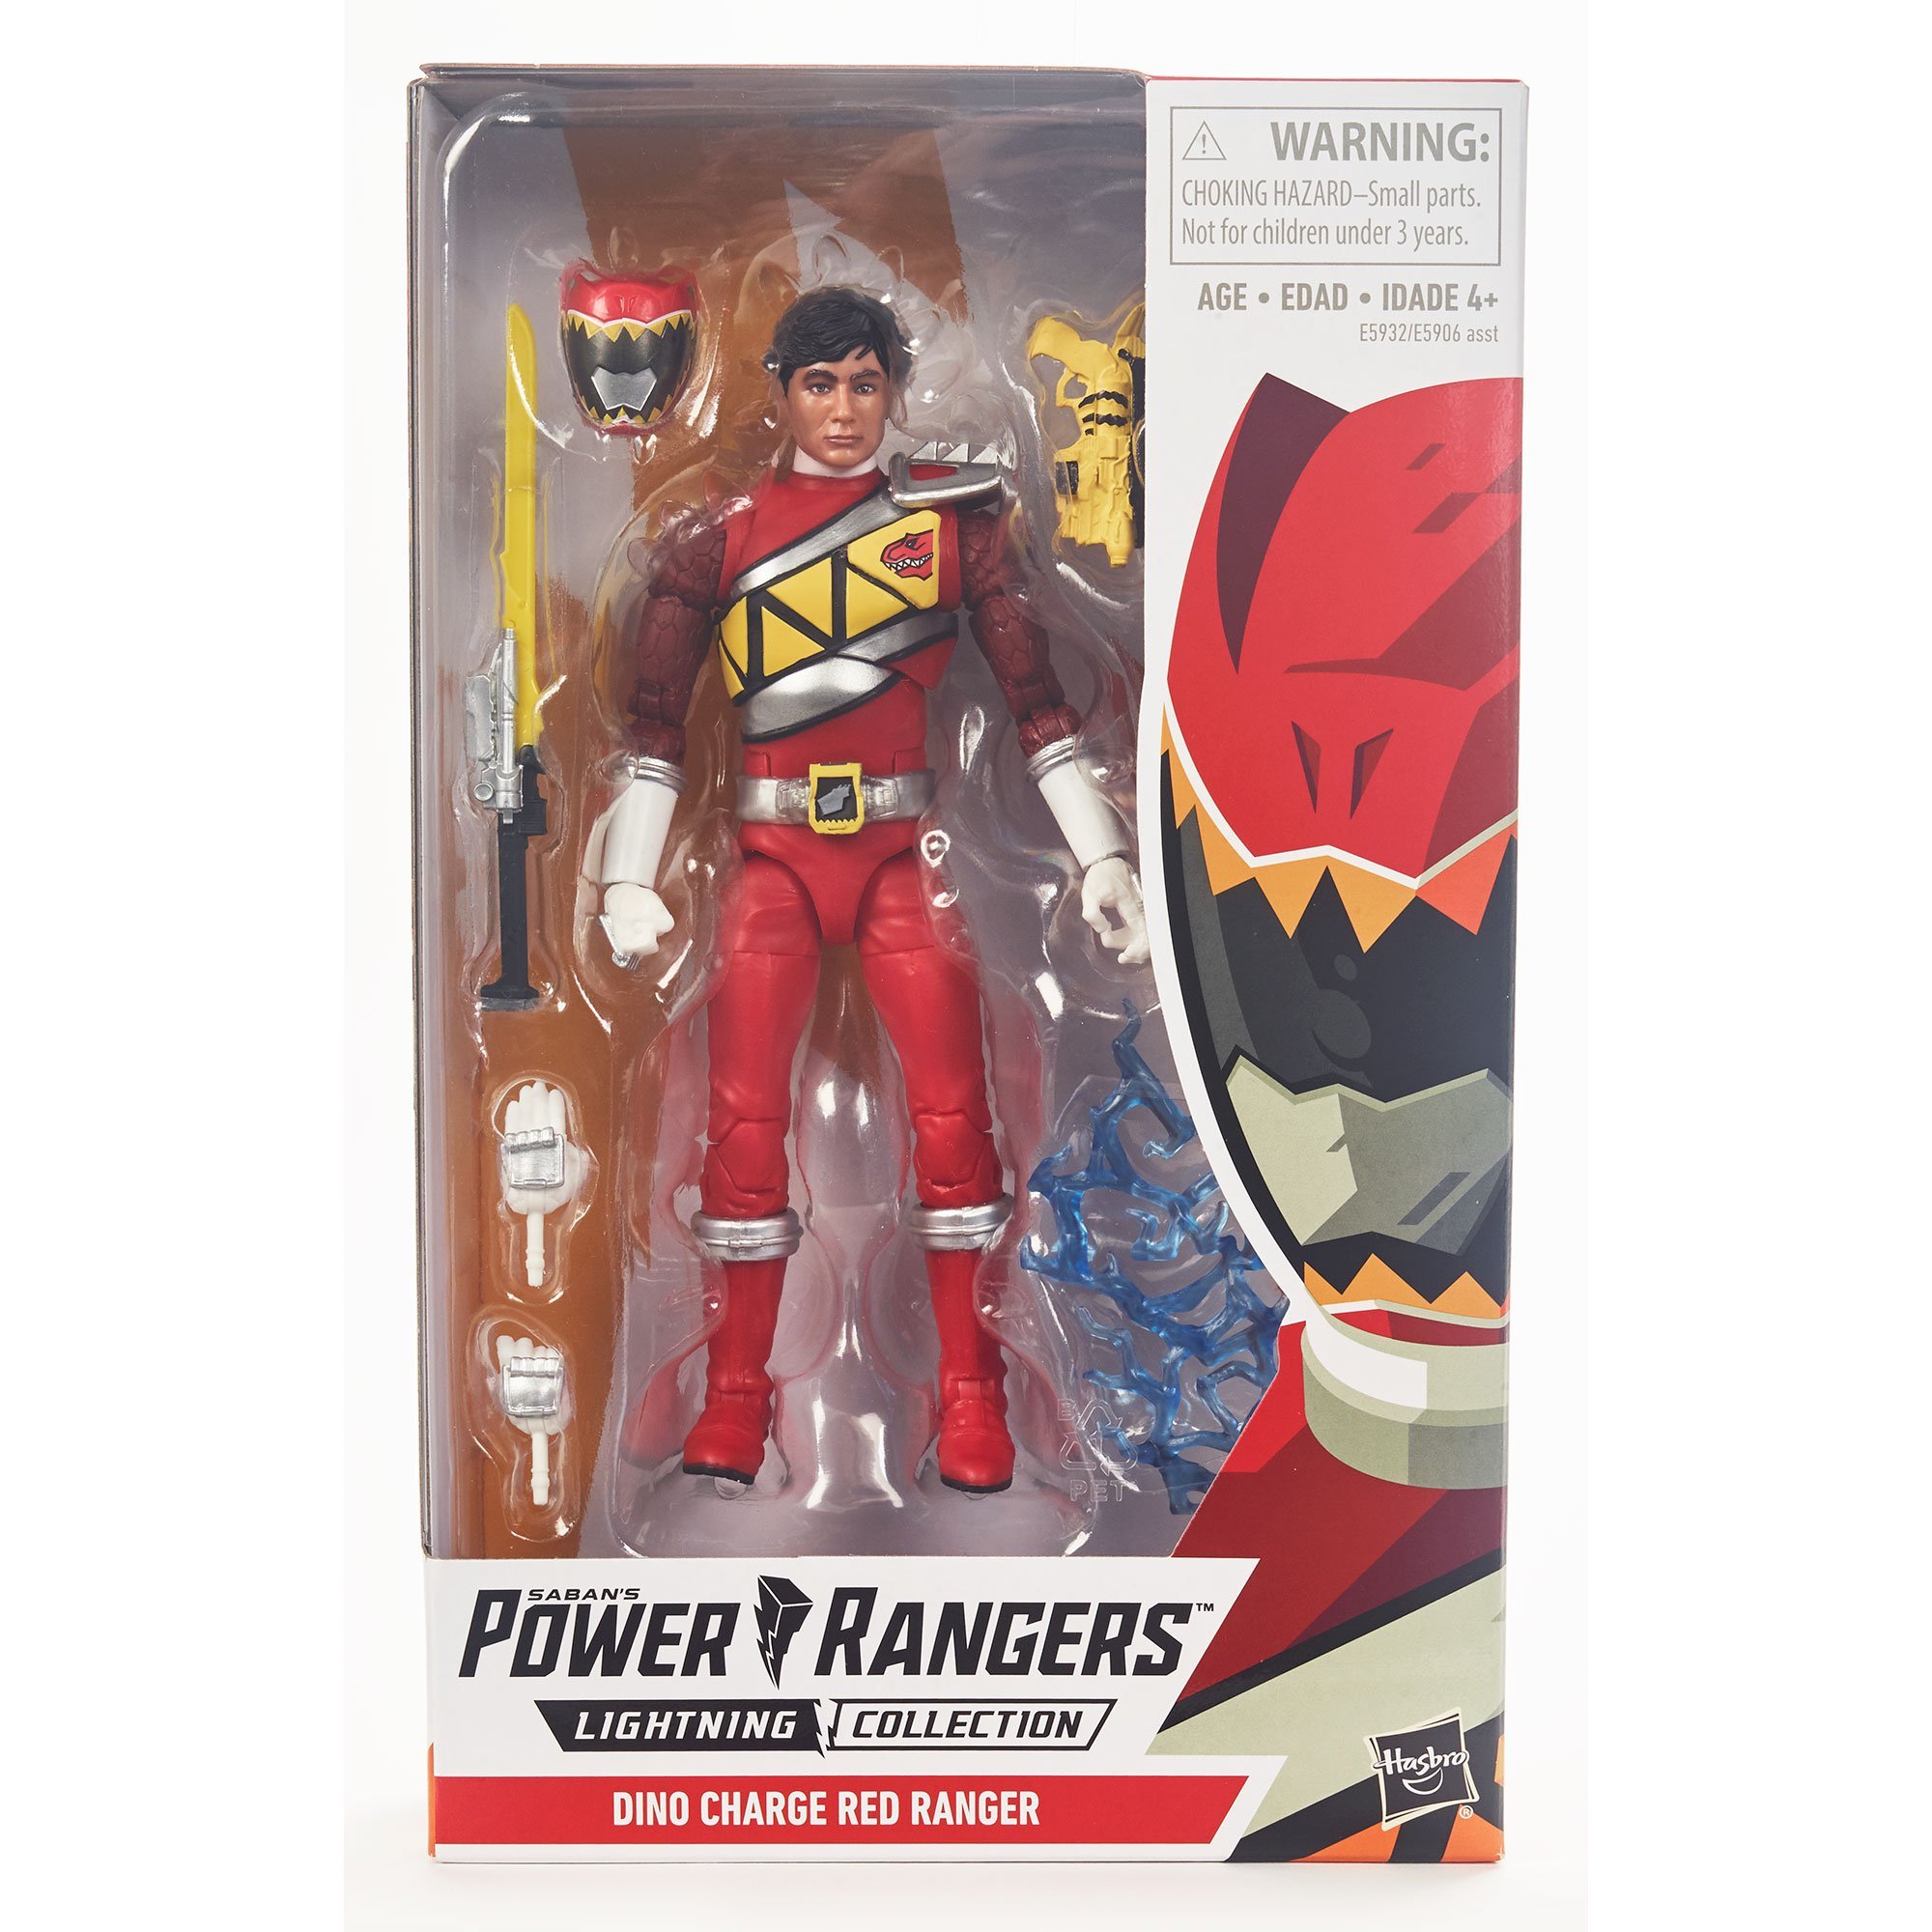 WARNING:
CHOKING HAZARD–Small parts.
Not for children under 3 years.
AGE • EDAD • IDADE 4+
E5932/E5906 asst
PET
SABAN'S
POWER RANGERS™
LIGHTNING COLLECTION
DINO CHARGE RED RANGER
Hasbro®